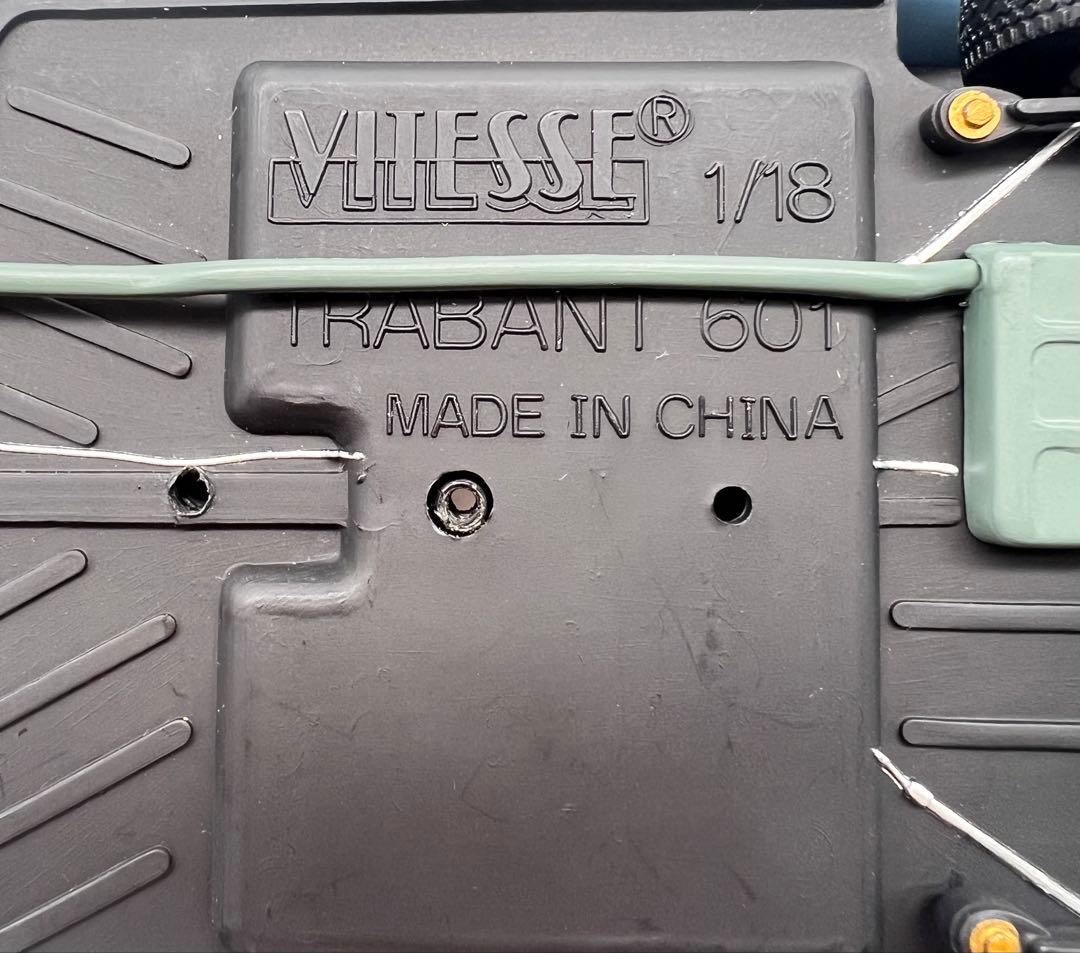 VITESSE® 1/18
TRABANT 601
MADE IN CHINA